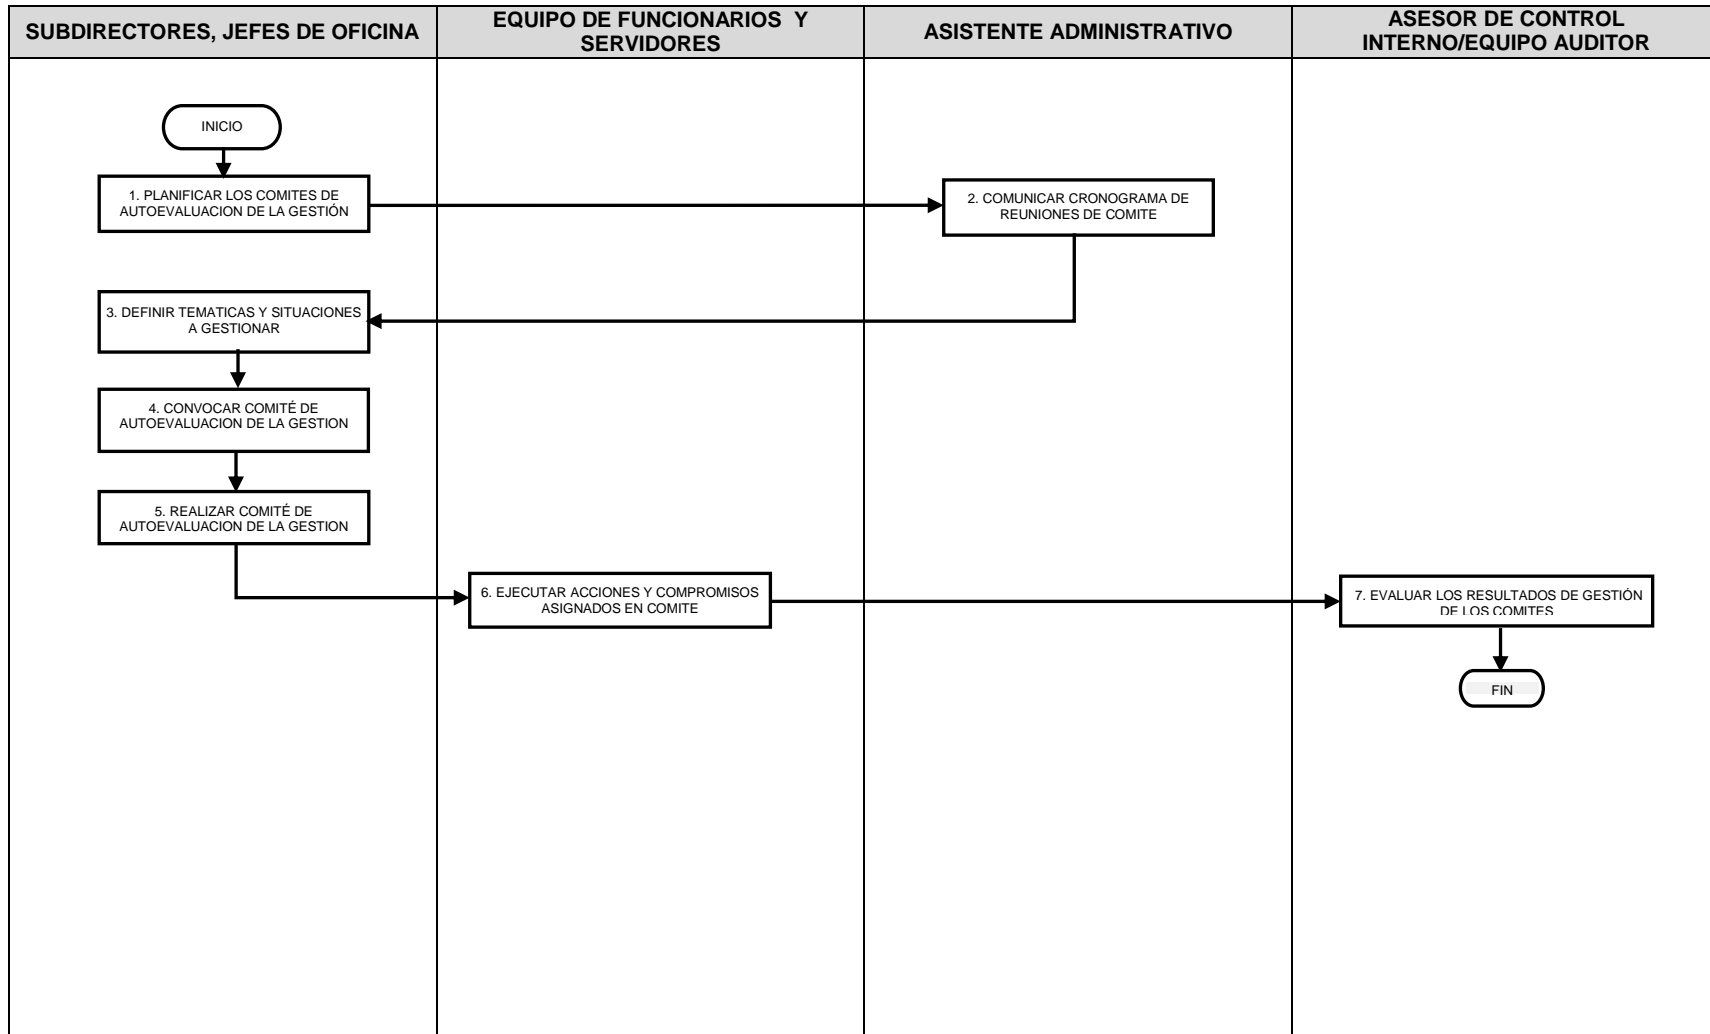 SUBDIRECTORES, JEFES DE OFICINA
EQUIPO DE FUNCIONARIOS Y
SERVIDORES
ASISTENTE ADMINISTRATIVO
ASESOR DE CONTROL
INTERNO/EQUIPO AUDITOR
INICIO
1. PLANIFICAR LOS COMITES DE
AUTOEVALUACION DE LA GESTIÓN
2. COMUNICAR CRONOGRAMA DE
REUNIONES DE COMITE
3. DEFINIR TEMATICAS Y SITUACIONES
A GESTIONAR
4. CONVOCAR COMITÉ DE
AUTOEVALUACION DE LA GESTION
5. REALIZAR COMITÉ DE
AUTOEVALUACION DE LA GESTION
6. EJECUTAR ACCIONES Y COMPROMISOS
ASIGNADOS EN COMITE
7. EVALUAR LOS RESULTADOS DE GESTIÓN
DE LOS COMITES
FIN